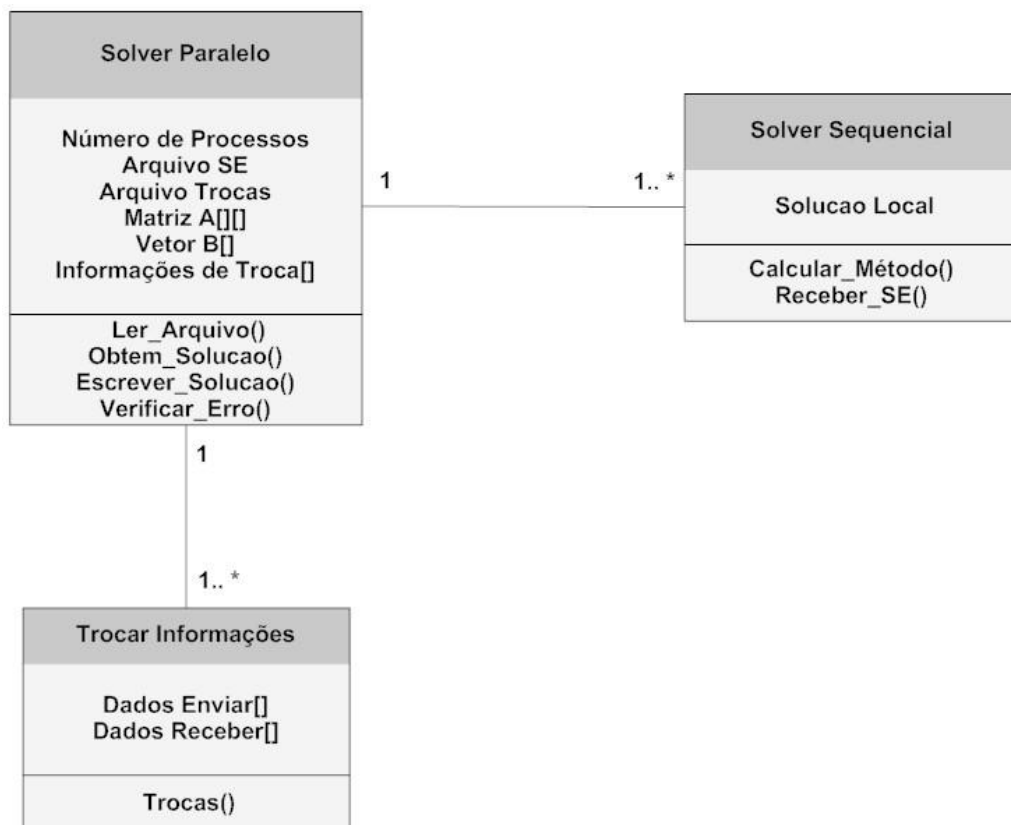 Solver Paralelo
Número de Processos
Arquivo SE
Arquivo Trocas
Matriz A[][]
Vetor B[]
Informações de Troca[]
Ler_Arquivo()
Obtem_Solucao()
Escrever_Solucao()
Verificar_Erro()
1
1.. *
Solver Sequencial
Solucao Local
Calcular_Método()
Receber_SE()
1
1.. *
Trocar Informações
Dados Enviar[]
Dados Receber[]
Trocas()